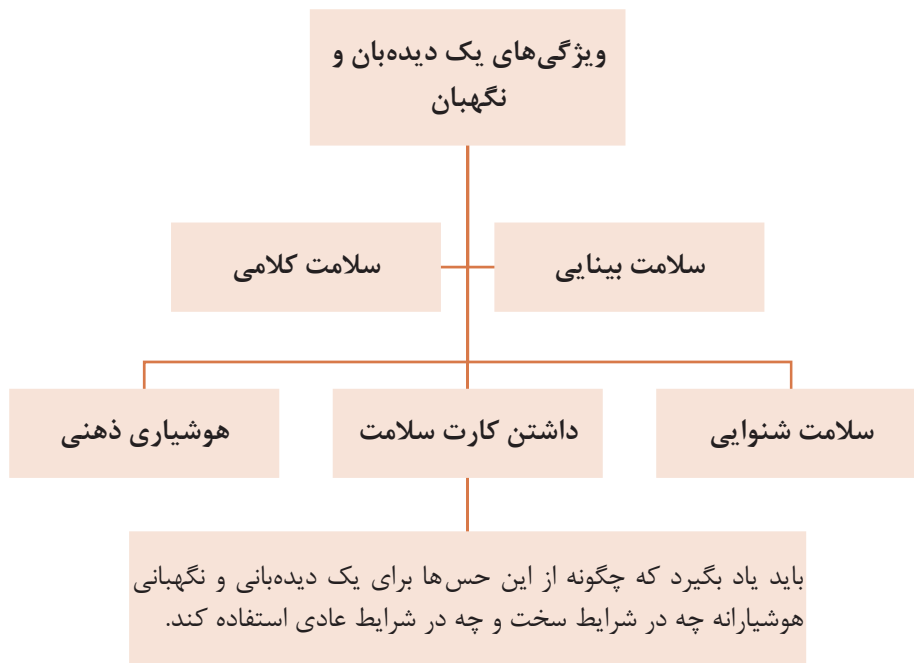 ویژگی‌های یک دیده‌بان و
نگهبان
سلامت بینایی
سلامت کلامی
سلامت شنوایی
داشتن کارت سلامت
هوشیاری ذهنی
باید یاد بگیرد که چگونه از این حس‌ها برای یک دیده‌بانی و نگهبانی
هوشیارانه چه در شرایط سخت و چه در شرایط عادی استفاده کند.